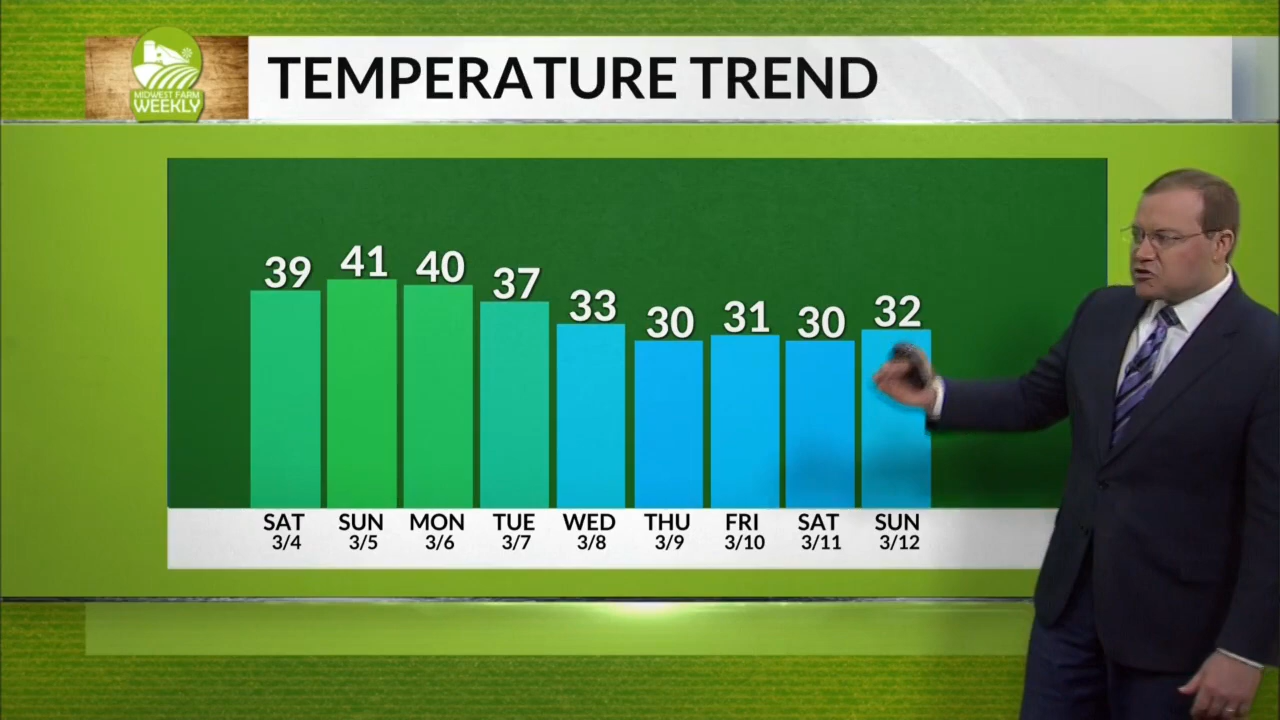 MIDWEST FARM
WEEKLY
TEMPERATURE TREND
39 41 40 37 33 30 31 30 32
SAT SUN MON TUE WED THU FRI SAT SUN
3/4 3/5 3/6 3/7 3/8 3/9 3/10 3/11 3/12